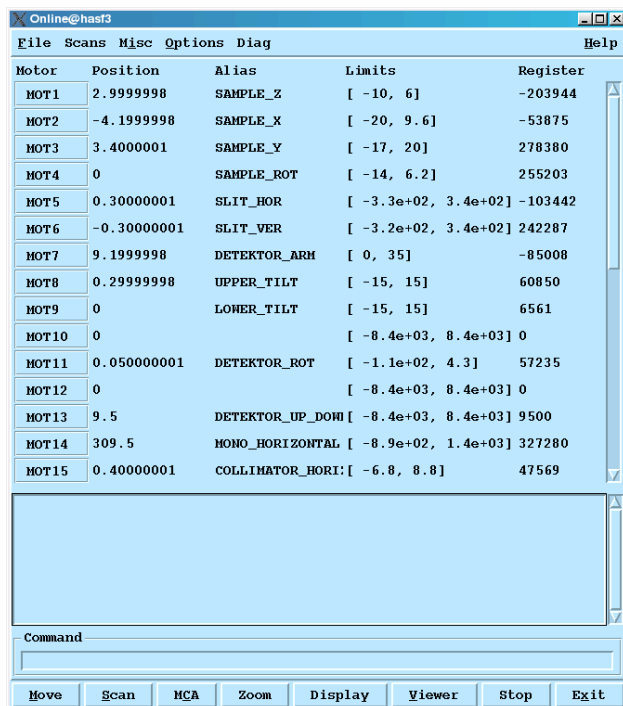 Online@hasf3
File Scans Misc Options Diag Help
Motor Position Alias Limits Register
MOT1 2.9999998 SAMPLE_Z [ -10, 6] -203944
MOT2 -4.1999998 SAMPLE_X [ -20, 9.6] -53875
MOT3 3.4000001 SAMPLE_Y [ -17, 20] 278380
MOT4 0 SAMPLE_ROT [ -14, 6.2] 255203
MOT5 0.30000001 SLIT_HOR [ -3.3e+02, 3.4e+02] -103442
MOT6 -0.30000001 SLIT_VER [ -3.2e+02, 3.4e+02] 242287
MOT7 9.1999998 DETEKTOR_ARM [ 0, 35] -85008
MOT8 0.29999998 UPPER_TILT [ -15, 15] 60850
MOT9 0 LOWER_TILT [ -15, 15] 6561
MOT10 0 [ -8.4e+03, 8.4e+03] 0
MOT11 0.050000001 DETEKTOR_ROT [ -1.1e+02, 4.3] 57235
MOT12 0 [ -8.4e+03, 8.4e+03] 0
MOT13 9.5 DETEKTOR_UP_DOW [ -8.4e+03, 8.4e+03] 9500
MOT14 309.5 MONO_HORIZONTAL [ -8.9e+02, 1.4e+03] 327280
MOT15 0.40000001 COLLIMATOR_HORI [ -6.8, 8.8] 47569
Command
Move Scan MCA Zoom Display Viewer Stop Exit